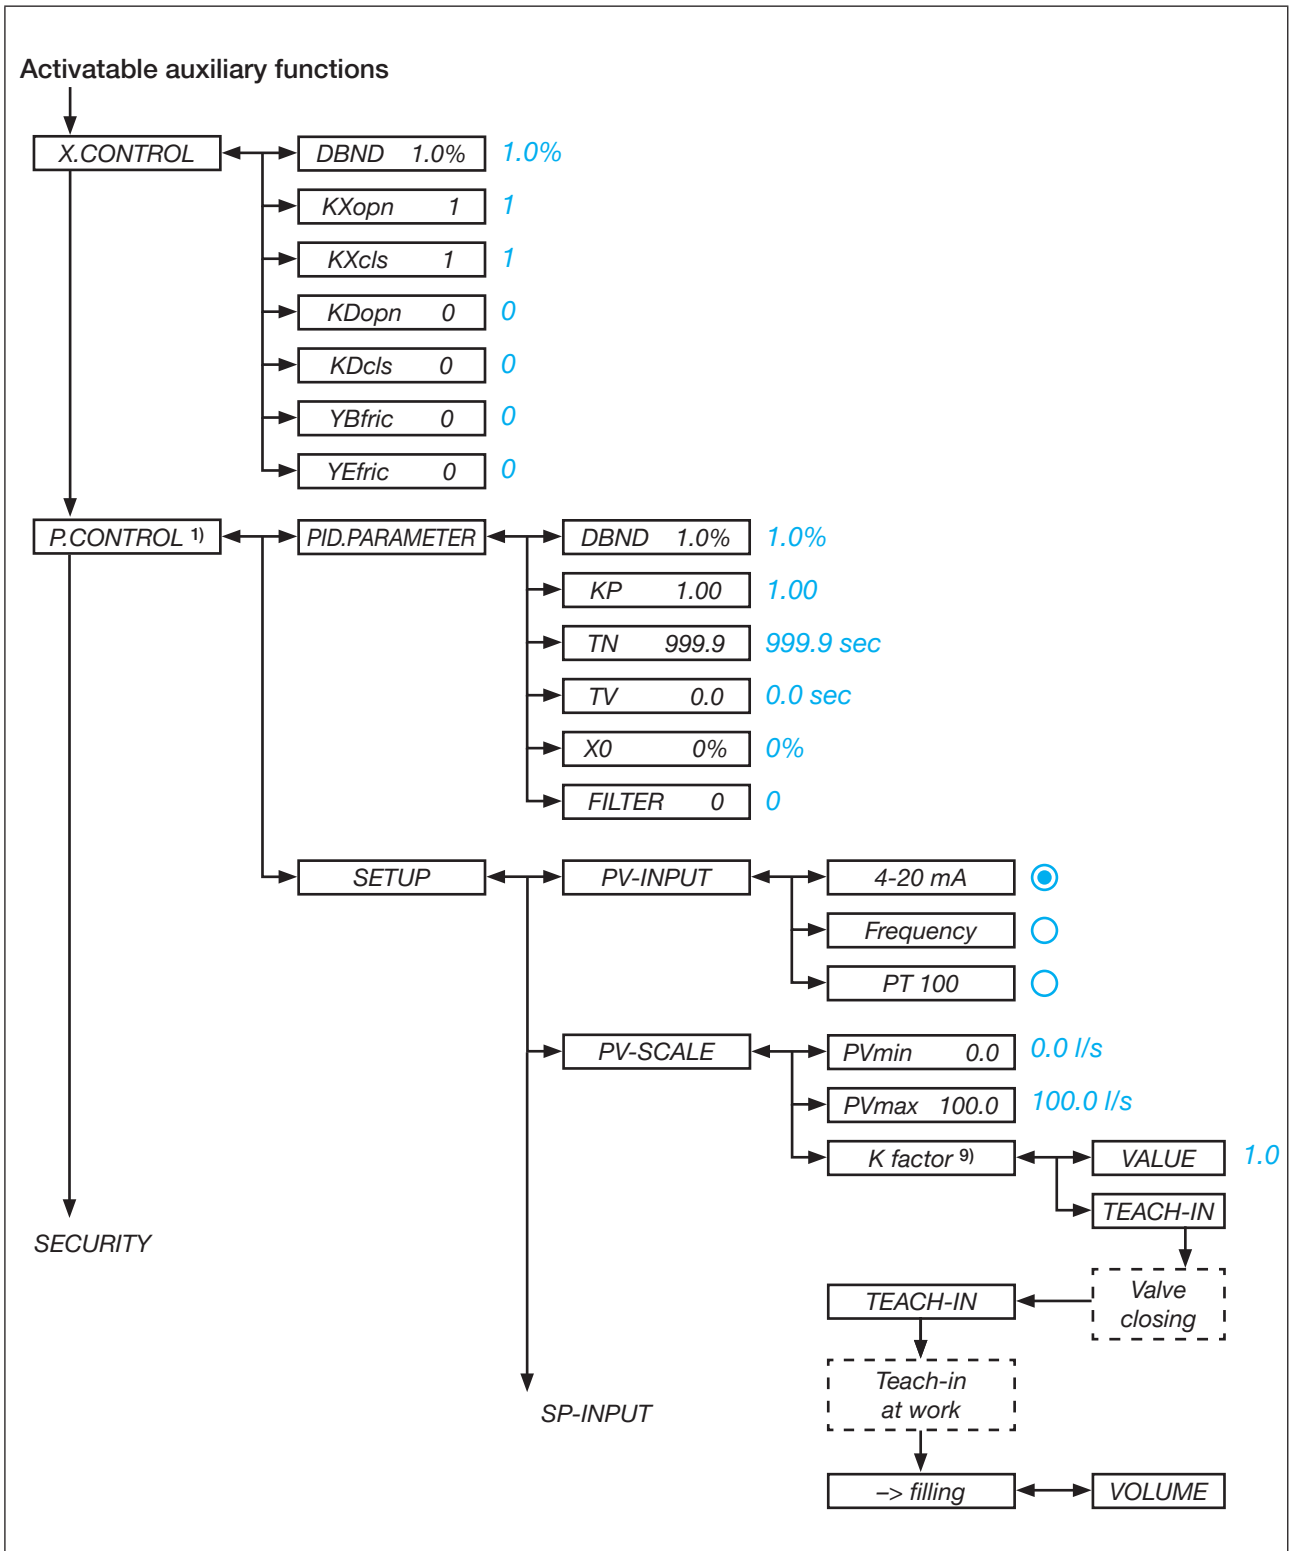 Activatable auxiliary functions
X.CONTROL
DBND 1.0% 1.0%
KXopn 1 1
KXcls 1 1
KDopn 0 0
KDcls 0 0
YBfric 0 0
YEfric 0 0
P.CONTROL 1)
PID.PARAMETER
DBND 1.0% 1.0%
KP 1.00 1.00
TN 999.9 999.9 sec
TV 0.0 0.0 sec
X0 0% 0%
FILTER 0 0
SETUP
PV-INPUT
4-20 mA
Frequency
PT 100
PV-SCALE
PVmin 0.0 0.0 l/s
PVmax 100.0 100.0 l/s
K factor 9)
VALUE 1.0
TEACH-IN
SECURITY
Valve
closing
TEACH-IN
Teach-in
at work
SP-INPUT
–> filling
VOLUME